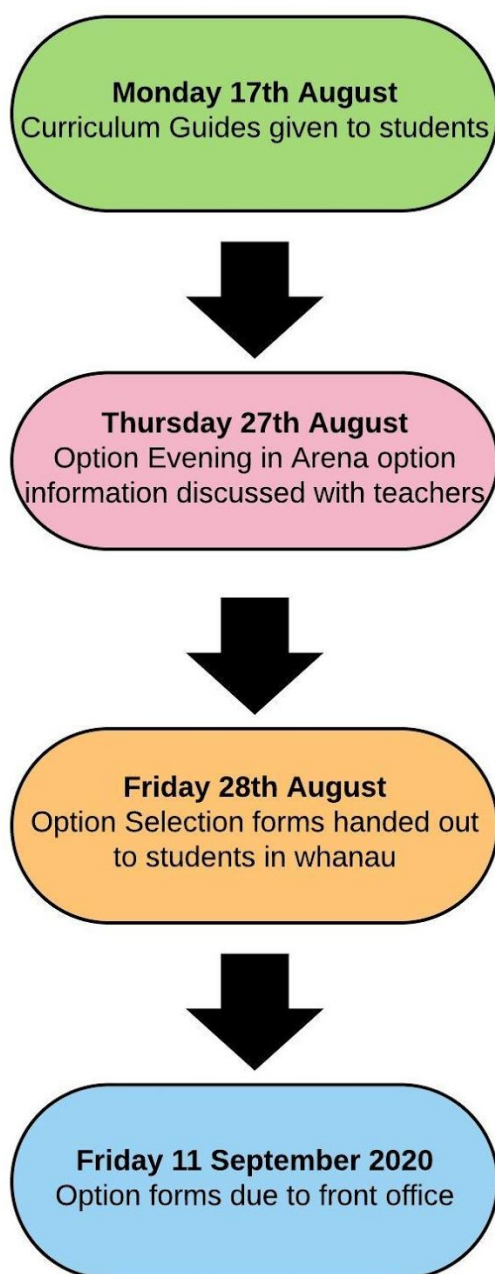 Monday 17th August
Curriculum Guides given to students
Thursday 27th August
Option Evening in Arena option
information discussed with teachers
Friday 28th August
Option Selection forms handed out
to students in whanau
Friday 11 September 2020
Option forms due to front office